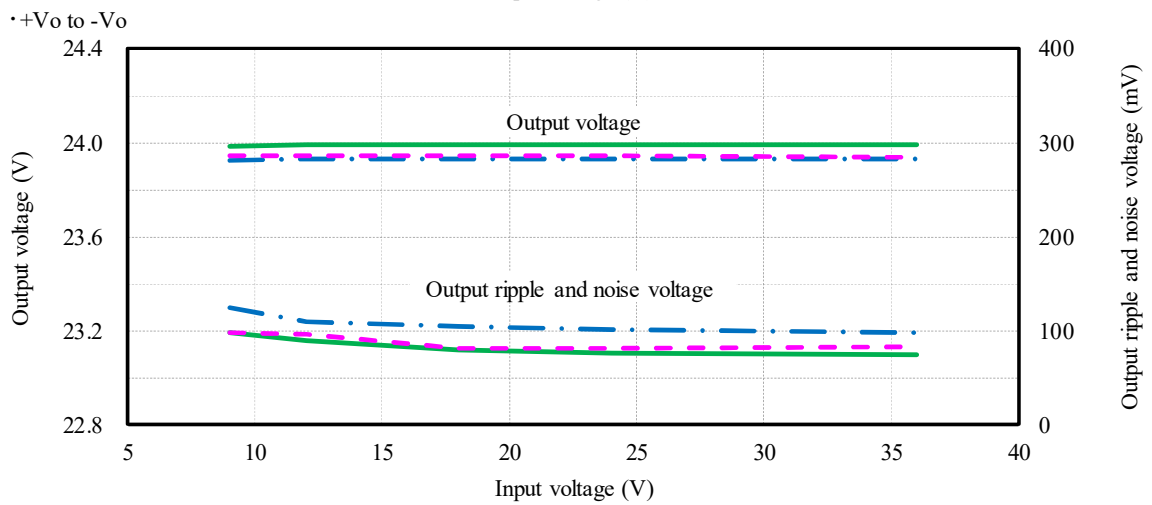 ·+Vo to -Vo
24.4
24.0
23.6
23.2
22.8
Output voltage (V)
400
300
200
100
0
Output ripple and noise voltage (mV)
Output voltage
Output ripple and noise voltage
5 10 15 20 25 30 35 40
Input voltage (V)